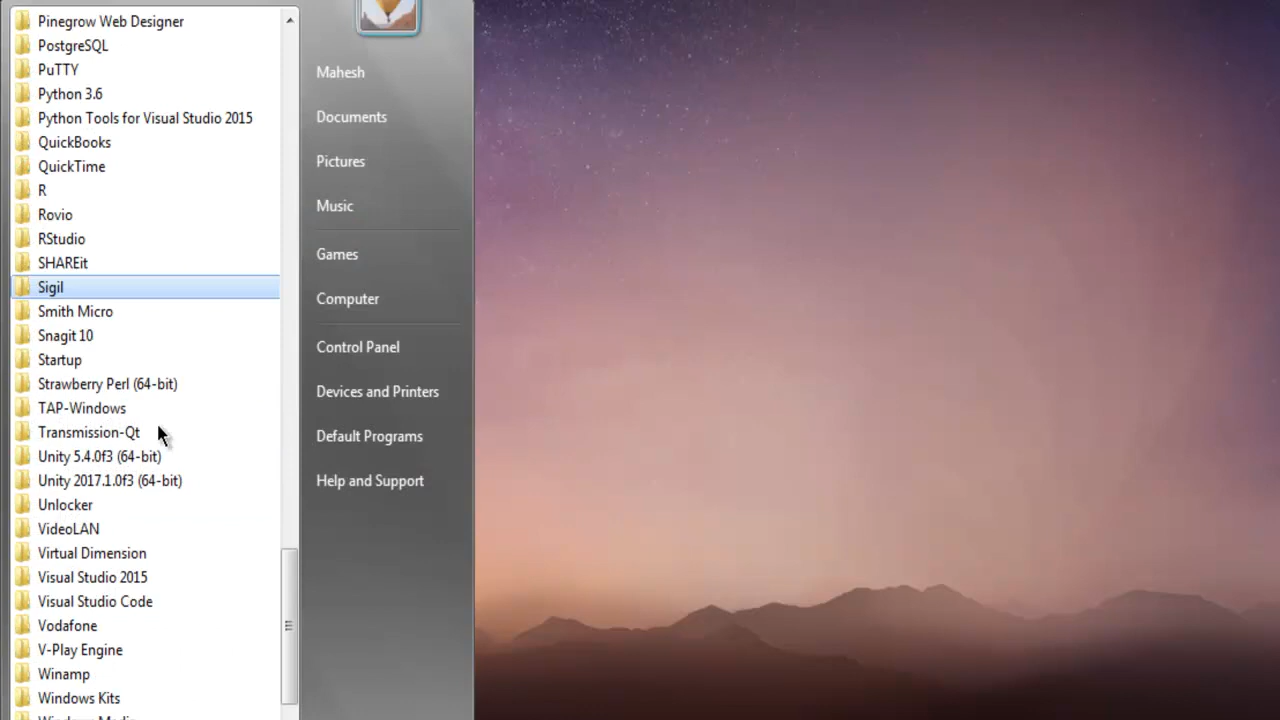 Pinegrow Web Designer
PostgreSQL
PuTTY
Python 3.6
Python Tools for Visual Studio 2015
QuickBooks
QuickTime
R
Rovio
RStudio
SHAREit
Sigil
Smith Micro
Snagit 10
Startup
Strawberry Perl (64-bit)
TAP-Windows
Transmission-Qt
Unity 5.4.0f3 (64-bit)
Unity 2017.1.0f3 (64-bit)
Unlocker
VideoLAN
Virtual Dimension
Visual Studio 2015
Visual Studio Code
Vodafone
V-Play Engine
Winamp
Windows Kits
Mahesh
Documents
Pictures
Music
Games
Computer
Control Panel
Devices and Printers
Default Programs
Help and Support